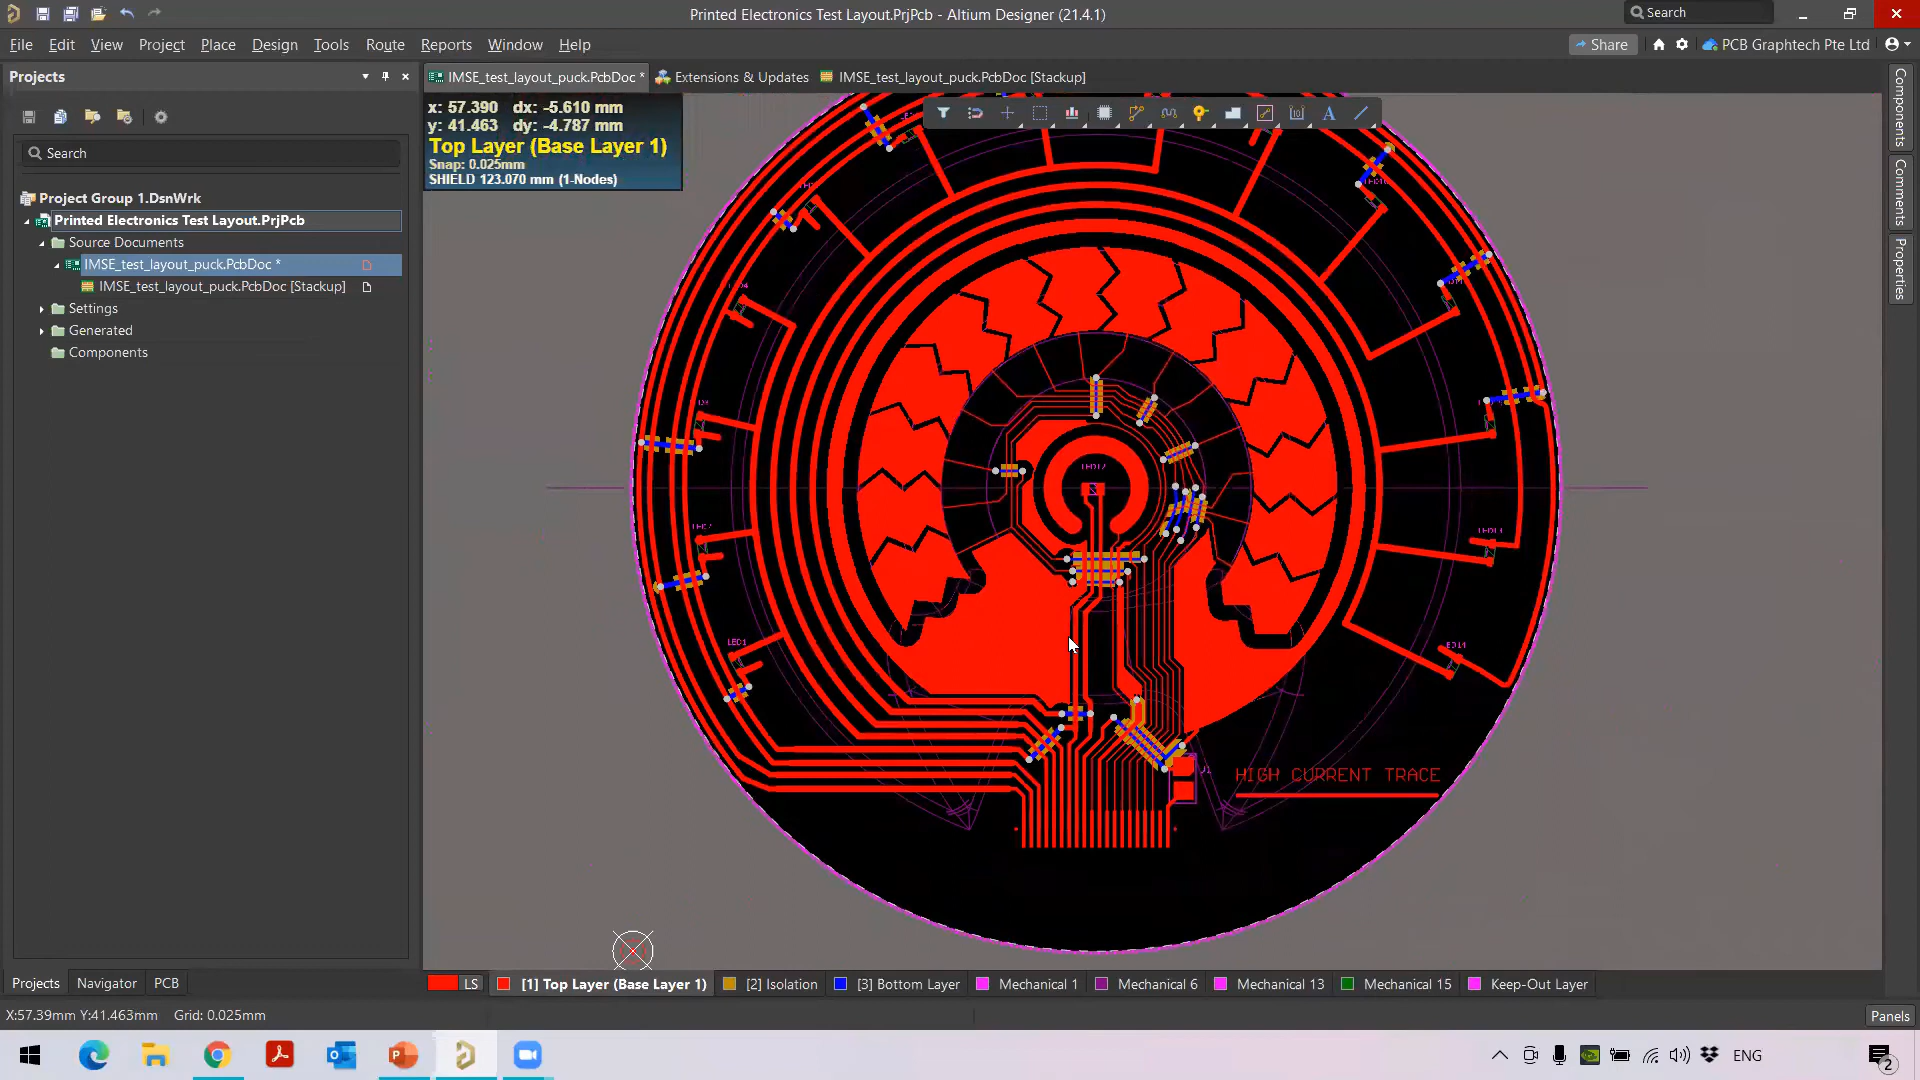 Printed Electronics Test Layout.PrjPcb - Altium Designer (21.4.1)
Search
File Edit View Project Place Design Tools Route Reports Window Help
Share
PCB Graphtech Pte Ltd
Projects
IMSE_test_layout_puck.PcbDoc *
Extensions & Updates
IMSE_test_layout_puck.PcbDoc [Stackup]
x: 57.390 dx: -5.610 mm
y: 41.463 dy: -4.787 mm
Top Layer (Base Layer 1)
Snap: 0.025mm
SHIELD 123.070 mm (1-Nodes)
Search
Project Group 1.DsnWrk
Printed Electronics Test Layout.PrjPcb
Source Documents
IMSE_test_layout_puck.PcbDoc *
IMSE_test_layout_puck.PcbDoc [Stackup]
Settings
Generated
Components
Components
Comments
Properties
LED12
LED1
HIGH CURRENT TRACE
Projects Navigator PCB
LS
[1] Top Layer (Base Layer 1)
[2] Isolation
[3] Bottom Layer
Mechanical 1
Mechanical 6
Mechanical 13
Mechanical 15
Keep-Out Layer
X:57.39mm Y:41.463mm Grid: 0.025mm
Panels
ENG
2